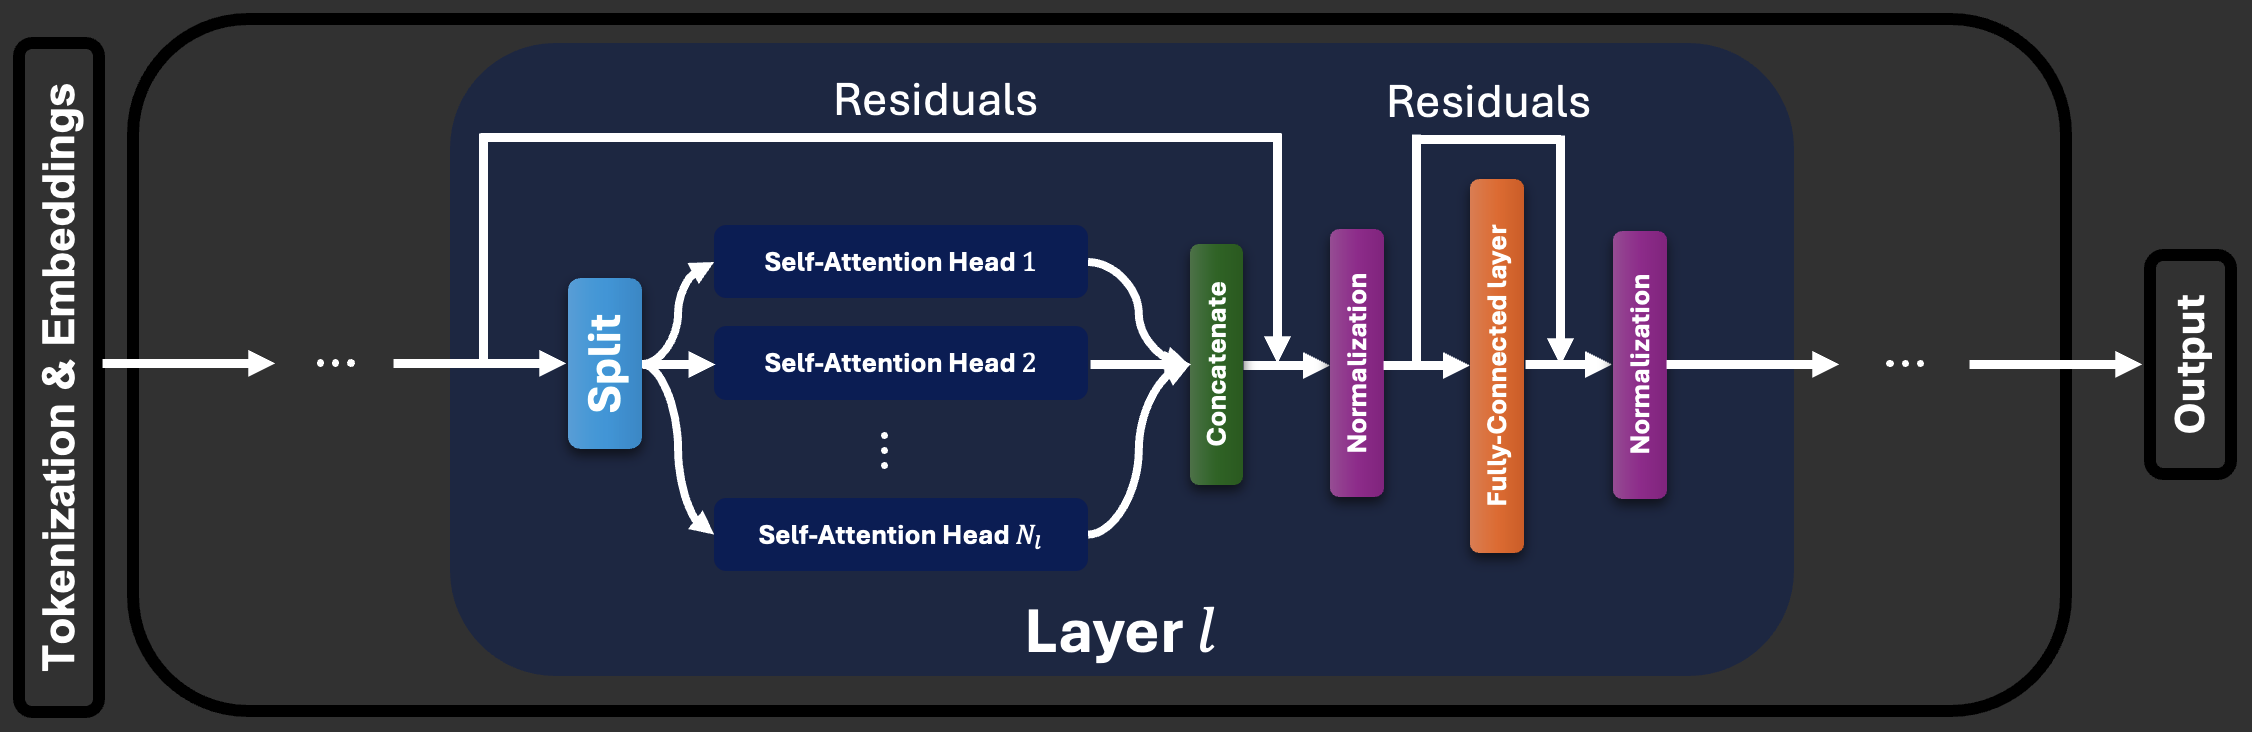 Tokenization & Embeddings
...
Residuals
Residuals
Split
Self-Attention Head 1
Self-Attention Head 2
⋮
Self-Attention Head N_l
Concatenate
Normalization
Fully-Connected layer
Normalization
Layer l
...
Output